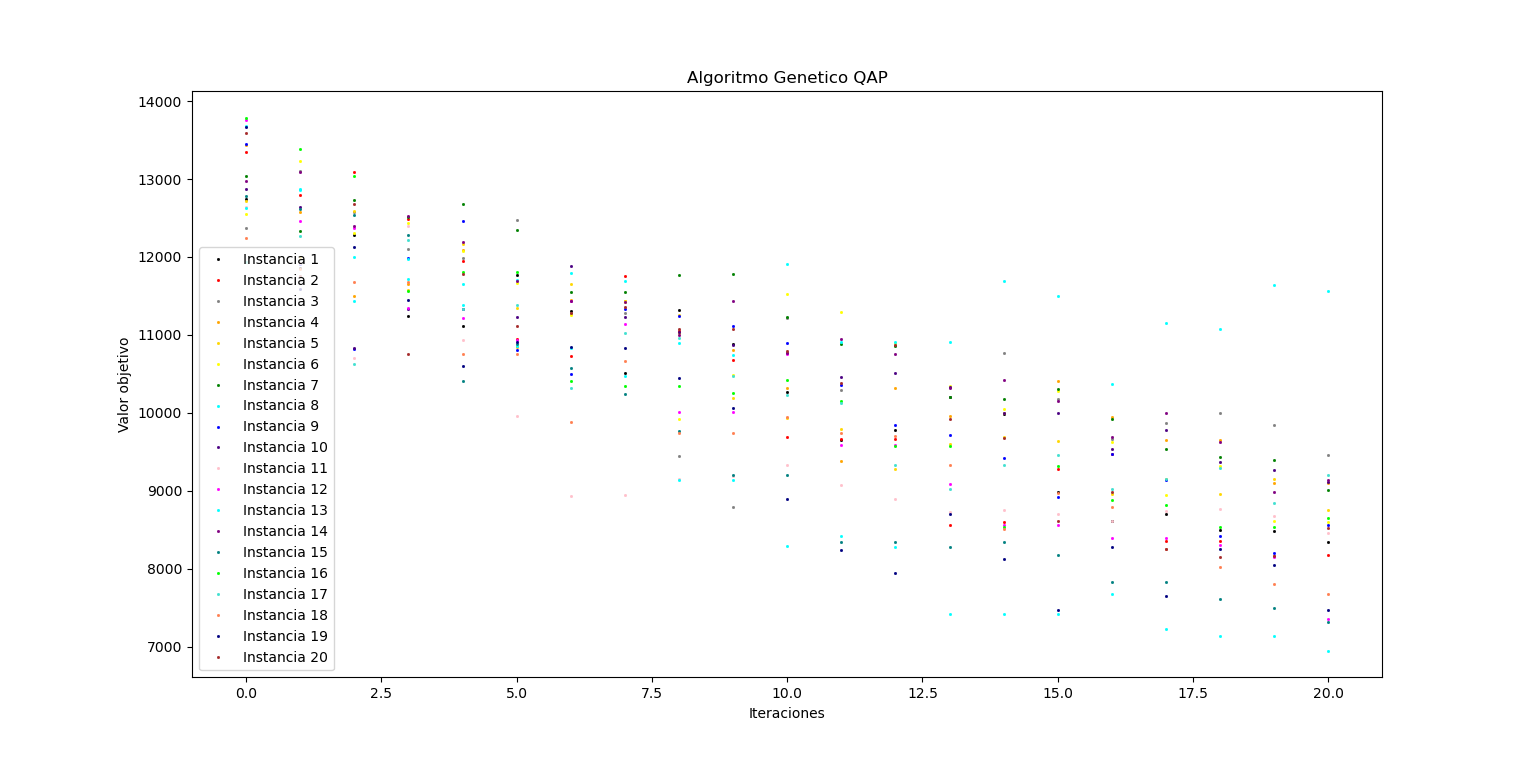 Algoritmo Genetico QAP
Valor objetivo
14000
13000
12000
11000
10000
9000
8000
7000
Instancia 1
Instancia 2
Instancia 3
Instancia 4
Instancia 5
Instancia 6
Instancia 7
Instancia 8
Instancia 9
Instancia 10
Instancia 11
Instancia 12
Instancia 13
Instancia 14
Instancia 15
Instancia 16
Instancia 17
Instancia 18
Instancia 19
Instancia 20
0.0 2.5 5.0 7.5 10.0 12.5 15.0 17.5 20.0
Iteraciones